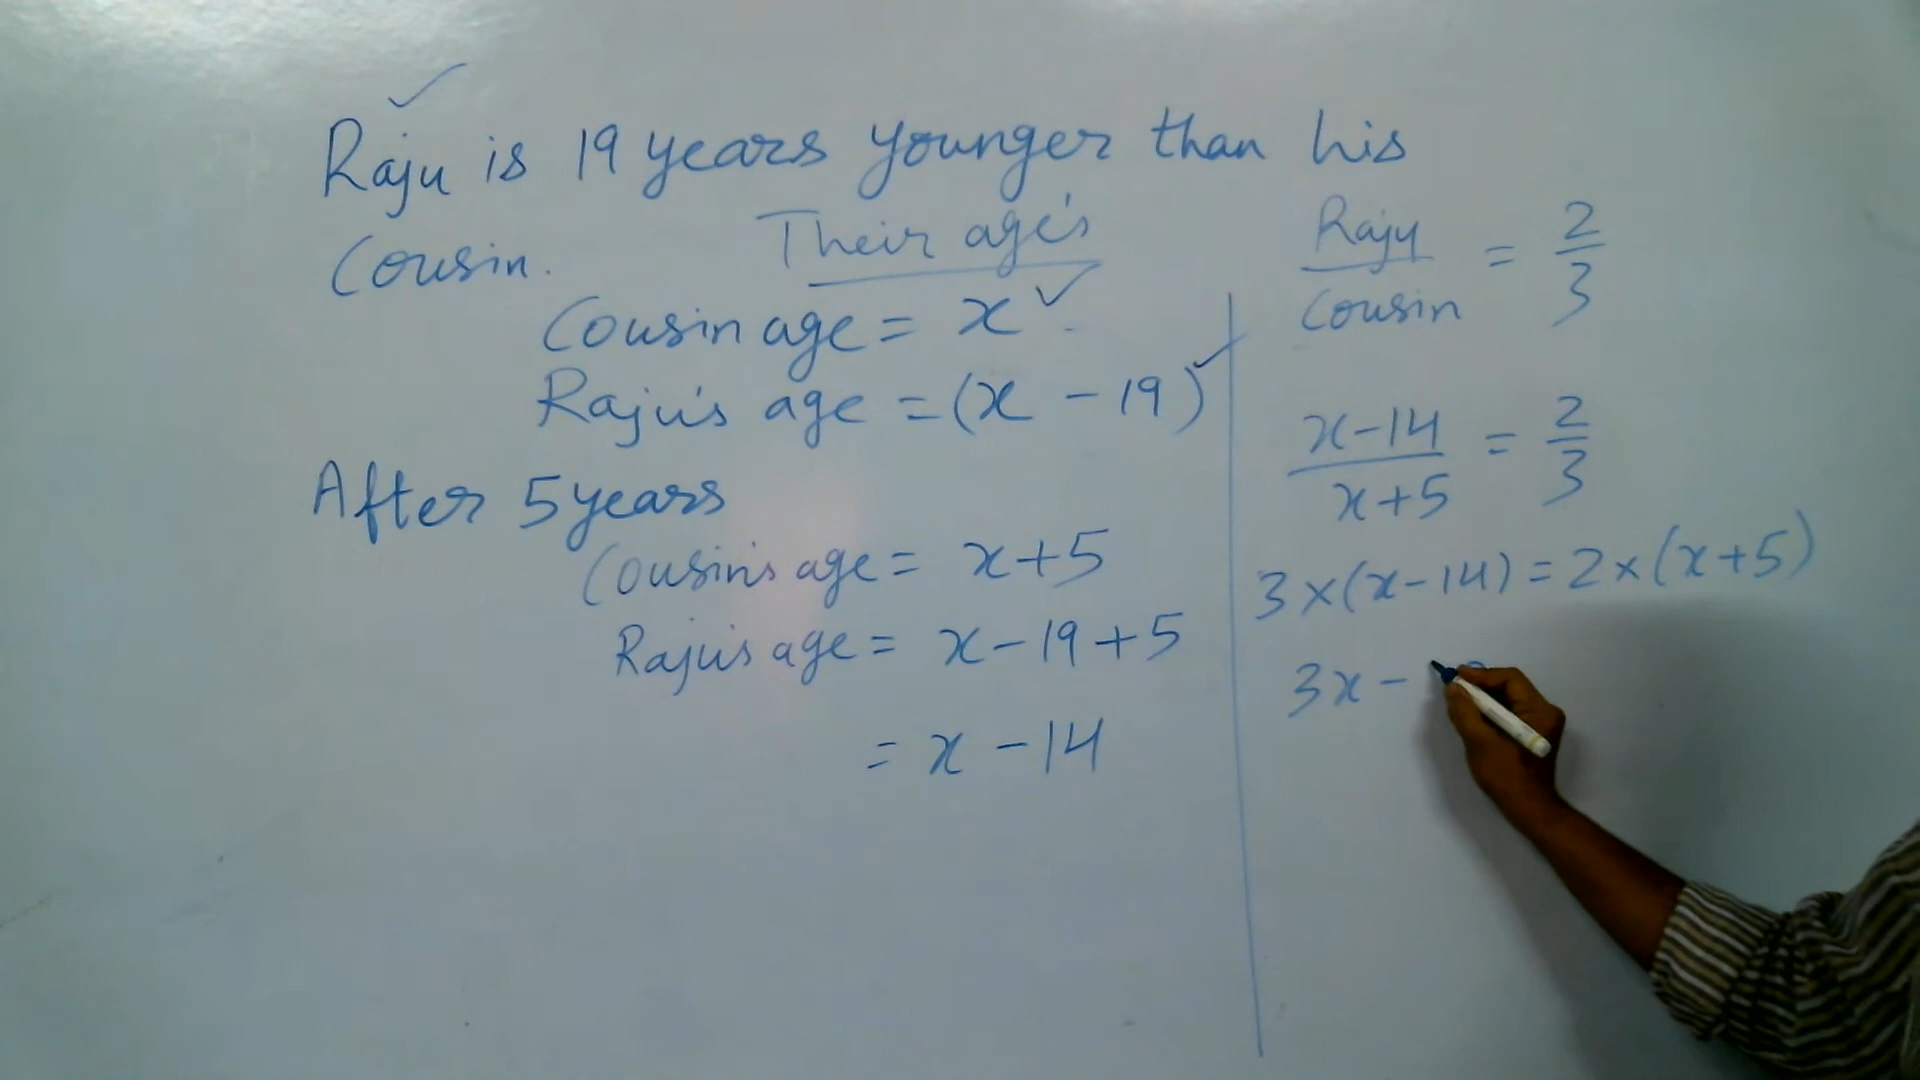 Raju is 19 years younger than his
Cousin.
Their age's
Cousin age = x
Raju's age = (x - 19)
After 5 years
Cousin's age = x+5
Raju's age = x - 19 + 5
= x - 14
Raju / Cousin = 2/3
x-14 / x+5 = 2/3
3×(x-14) = 2×(x+5)
3x -